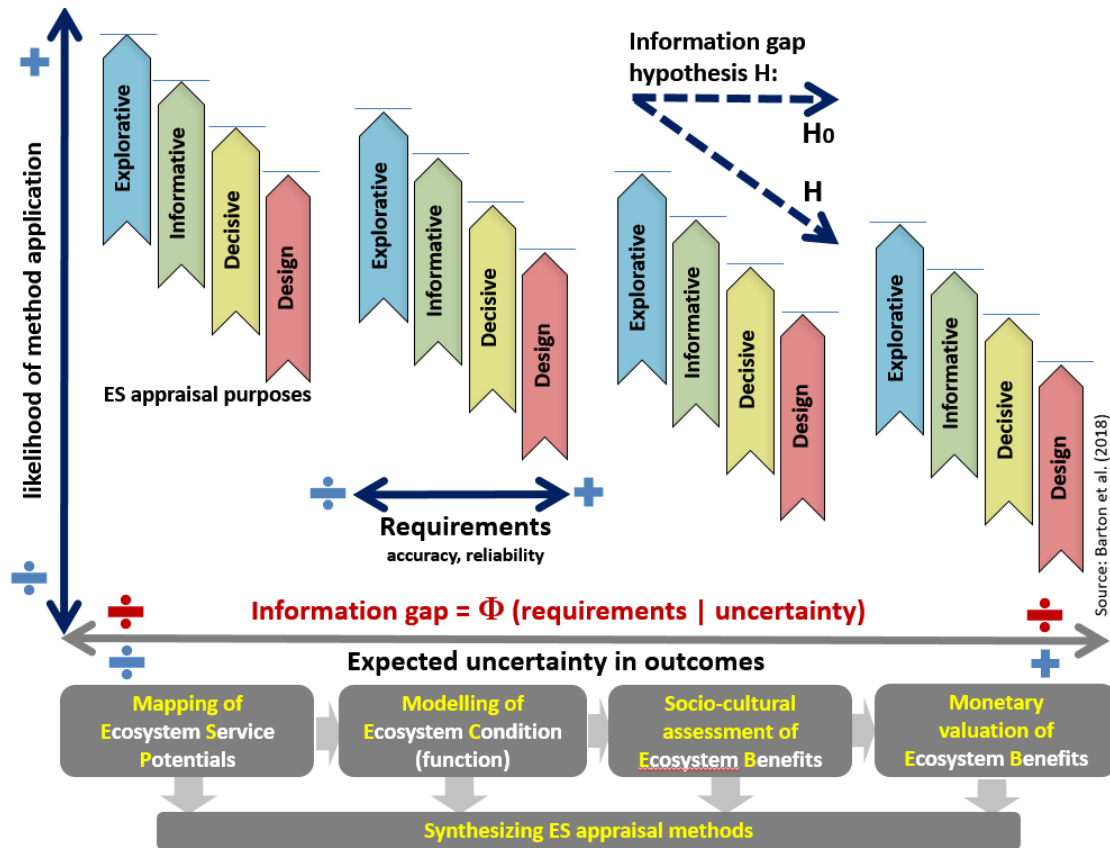 likelihood of method application
+
÷
Explorative
Informative
Decisive
Design
ES appraisal purposes
Explorative
Informative
Decisive
Design
÷
+
Requirements
accuracy, reliability
Information gap
hypothesis H:
H0
H
Explorative
Informative
Decisive
Design
Explorative
Informative
Decisive
Design
Source: Barton et al. (2018)
÷
Information gap = Φ (requirements | uncertainty)
÷
÷
Expected uncertainty in outcomes
+
Mapping of
Ecosystem Service
Potentials
Modelling of
Ecosystem Condition
(function)
Socio-cultural
assessment of
Ecosystem Benefits
Monetary
valuation of
Ecosystem Benefits
Synthesizing ES appraisal methods